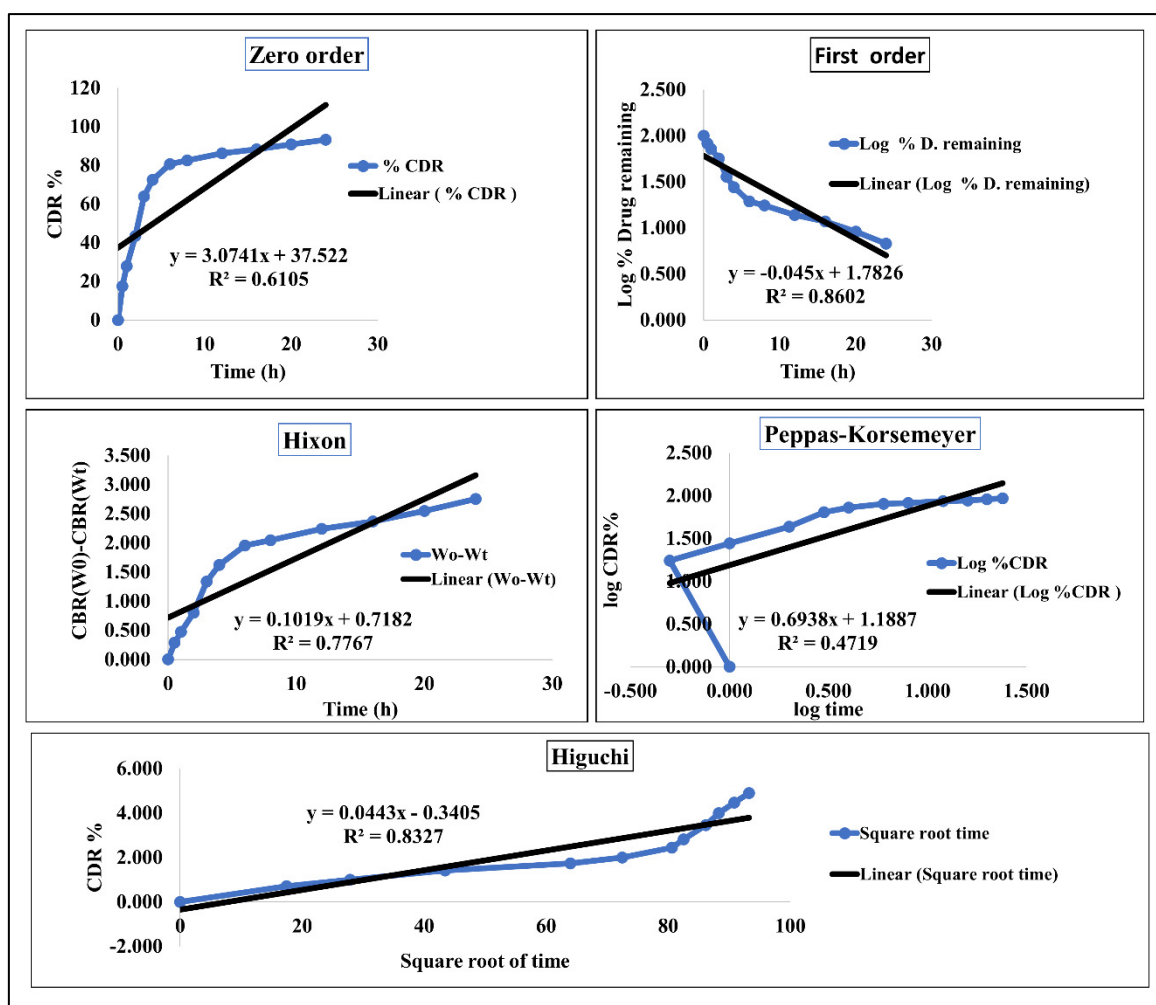 Zero order
120
100
80
60
40
20
0
CDR %
% CDR
Linear ( % CDR )
y = 3.0741x + 37.522
R² = 0.6105
0 10 20 30
Time (h)
First order
2.500
2.000
1.500
1.000
0.500
0.000
Log % Drug remaining
Log % D. remaining
Linear (Log % D. remaining)
y = -0.045x + 1.7826
R² = 0.8602
0 10 20 30
Time (h)
Hixon
3.500
3.000
2.500
2.000
1.500
1.000
0.500
0.000
CBR(W0)-CBR(Wt)
Wo-Wt
Linear (Wo-Wt)
y = 0.1019x + 0.7182
R² = 0.7767
0 10 20 30
Time (h)
Peppas-Korsemeyer
2.500
2.000
1.500
1.000
0.500
0.000
log CDR%
Log %CDR
Linear (Log %CDR )
y = 0.6938x + 1.1887
R² = 0.4719
-0.500 0.000 0.500 1.000 1.500
log time
Higuchi
6.000
4.000
2.000
0.000
-2.000
CDR %
y = 0.0443x - 0.3405
R² = 0.8327
Square root time
Linear (Square root time)
0 20 40 60 80 100
Square root of time